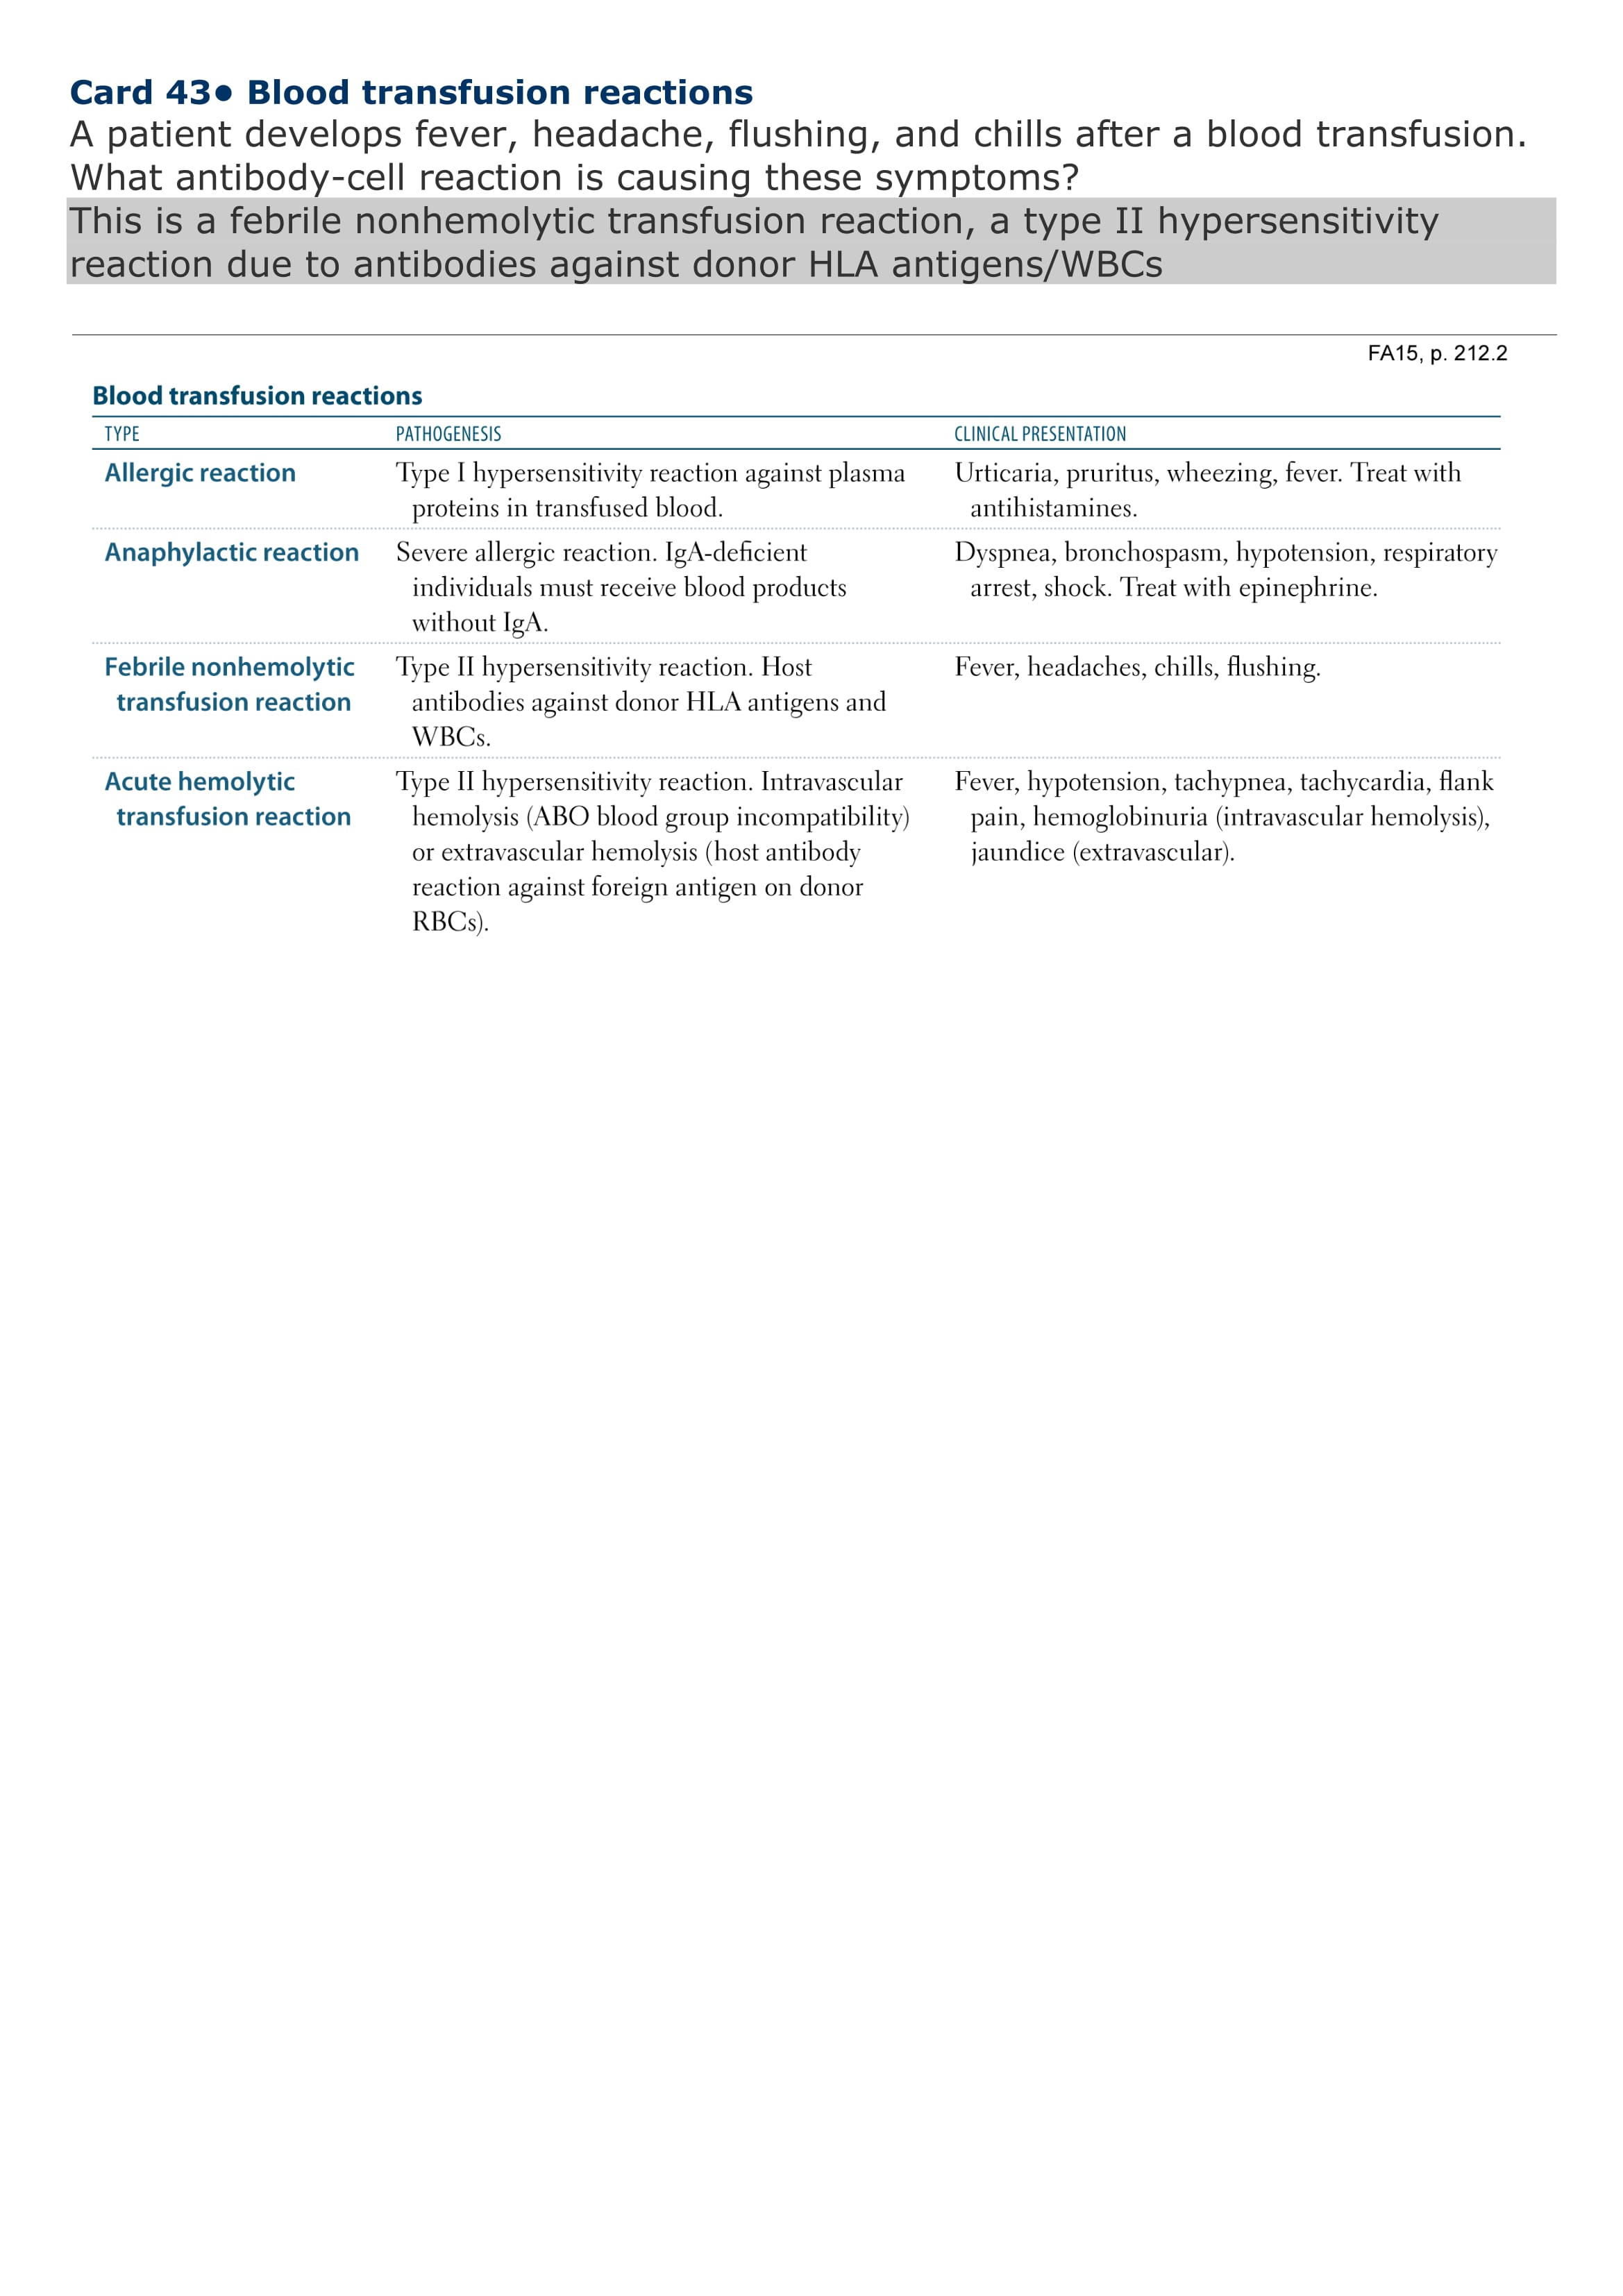 Card 43● Blood transfusion reactions
A patient develops fever, headache, flushing, and chills after a blood transfusion.
What antibody-cell reaction is causing these symptoms?
This is a febrile nonhemolytic transfusion reaction, a type II hypersensitivity
reaction due to antibodies against donor HLA antigens/WBCs
FA15, p. 212.2
Blood transfusion reactions
TYPE PATHOGENESIS CLINICAL PRESENTATION
Allergic reaction Type I hypersensitivity reaction against plasma Urticaria, pruritus, wheezing, fever. Treat with
proteins in transfused blood. antihistamines.
Anaphylactic reaction Severe allergic reaction. IgA-deficient Dyspnea, bronchospasm, hypotension, respiratory
individuals must receive blood products arrest, shock. Treat with epinephrine.
without IgA.
Febrile nonhemolytic Type II hypersensitivity reaction. Host Fever, headaches, chills, flushing.
transfusion reaction antibodies against donor HLA antigens and
WBCs.
Acute hemolytic Type II hypersensitivity reaction. Intravascular Fever, hypotension, tachypnea, tachycardia, flank
transfusion reaction hemolysis (ABO blood group incompatibility) pain, hemoglobinuria (intravascular hemolysis),
or extravascular hemolysis (host antibody jaundice (extravascular).
reaction against foreign antigen on donor
RBCs).